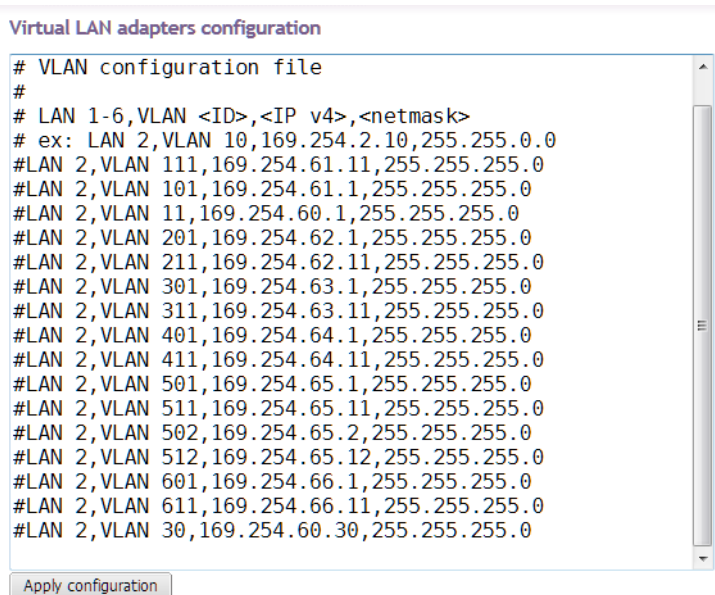 Virtual LAN adapters configuration
# VLAN configuration file
#
# LAN 1-6,VLAN <ID>,<IP v4>,<netmask>
# ex: LAN 2,VLAN 10,169.254.2.10,255.255.0.0
#LAN 2,VLAN 111,169.254.61.11,255.255.255.0
#LAN 2,VLAN 101,169.254.61.1,255.255.255.0
#LAN 2,VLAN 11,169.254.60.1,255.255.255.0
#LAN 2,VLAN 201,169.254.62.1,255.255.255.0
#LAN 2,VLAN 211,169.254.62.11,255.255.255.0
#LAN 2,VLAN 301,169.254.63.1,255.255.255.0
#LAN 2,VLAN 311,169.254.63.11,255.255.255.0
#LAN 2,VLAN 401,169.254.64.1,255.255.255.0
#LAN 2,VLAN 411,169.254.64.11,255.255.255.0
#LAN 2,VLAN 501,169.254.65.1,255.255.255.0
#LAN 2,VLAN 511,169.254.65.11,255.255.255.0
#LAN 2,VLAN 502,169.254.65.2,255.255.255.0
#LAN 2,VLAN 512,169.254.65.12,255.255.255.0
#LAN 2,VLAN 601,169.254.66.1,255.255.255.0
#LAN 2,VLAN 611,169.254.66.11,255.255.255.0
#LAN 2,VLAN 30,169.254.60.30,255.255.255.0
Apply configuration